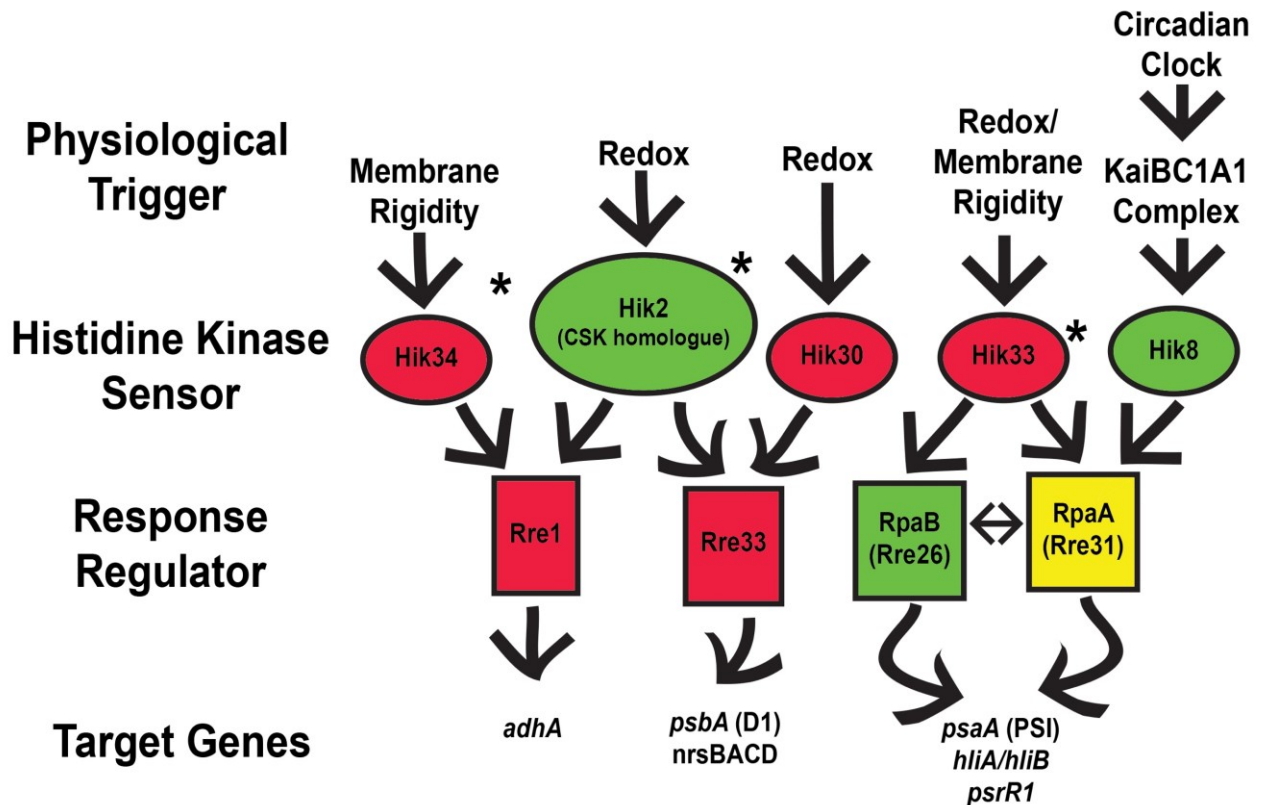 Circadian
Clock
Physiological
Trigger
Membrane
Rigidity
Redox
Redox
Redox/
Membrane
Rigidity
KaiBC1A1
Complex
Histidine Kinase
Sensor
Hik34
*
Hik2
(CSK homologue)
*
Hik30
Hik33
*
Hik8
Response
Regulator
Rre1
Rre33
RpaB
(Rre26)
RpaA
(Rre31)
Target Genes
adhA
psbA (D1)
nrsBACD
psaA (PSI)
hliA/hliB
psrR1